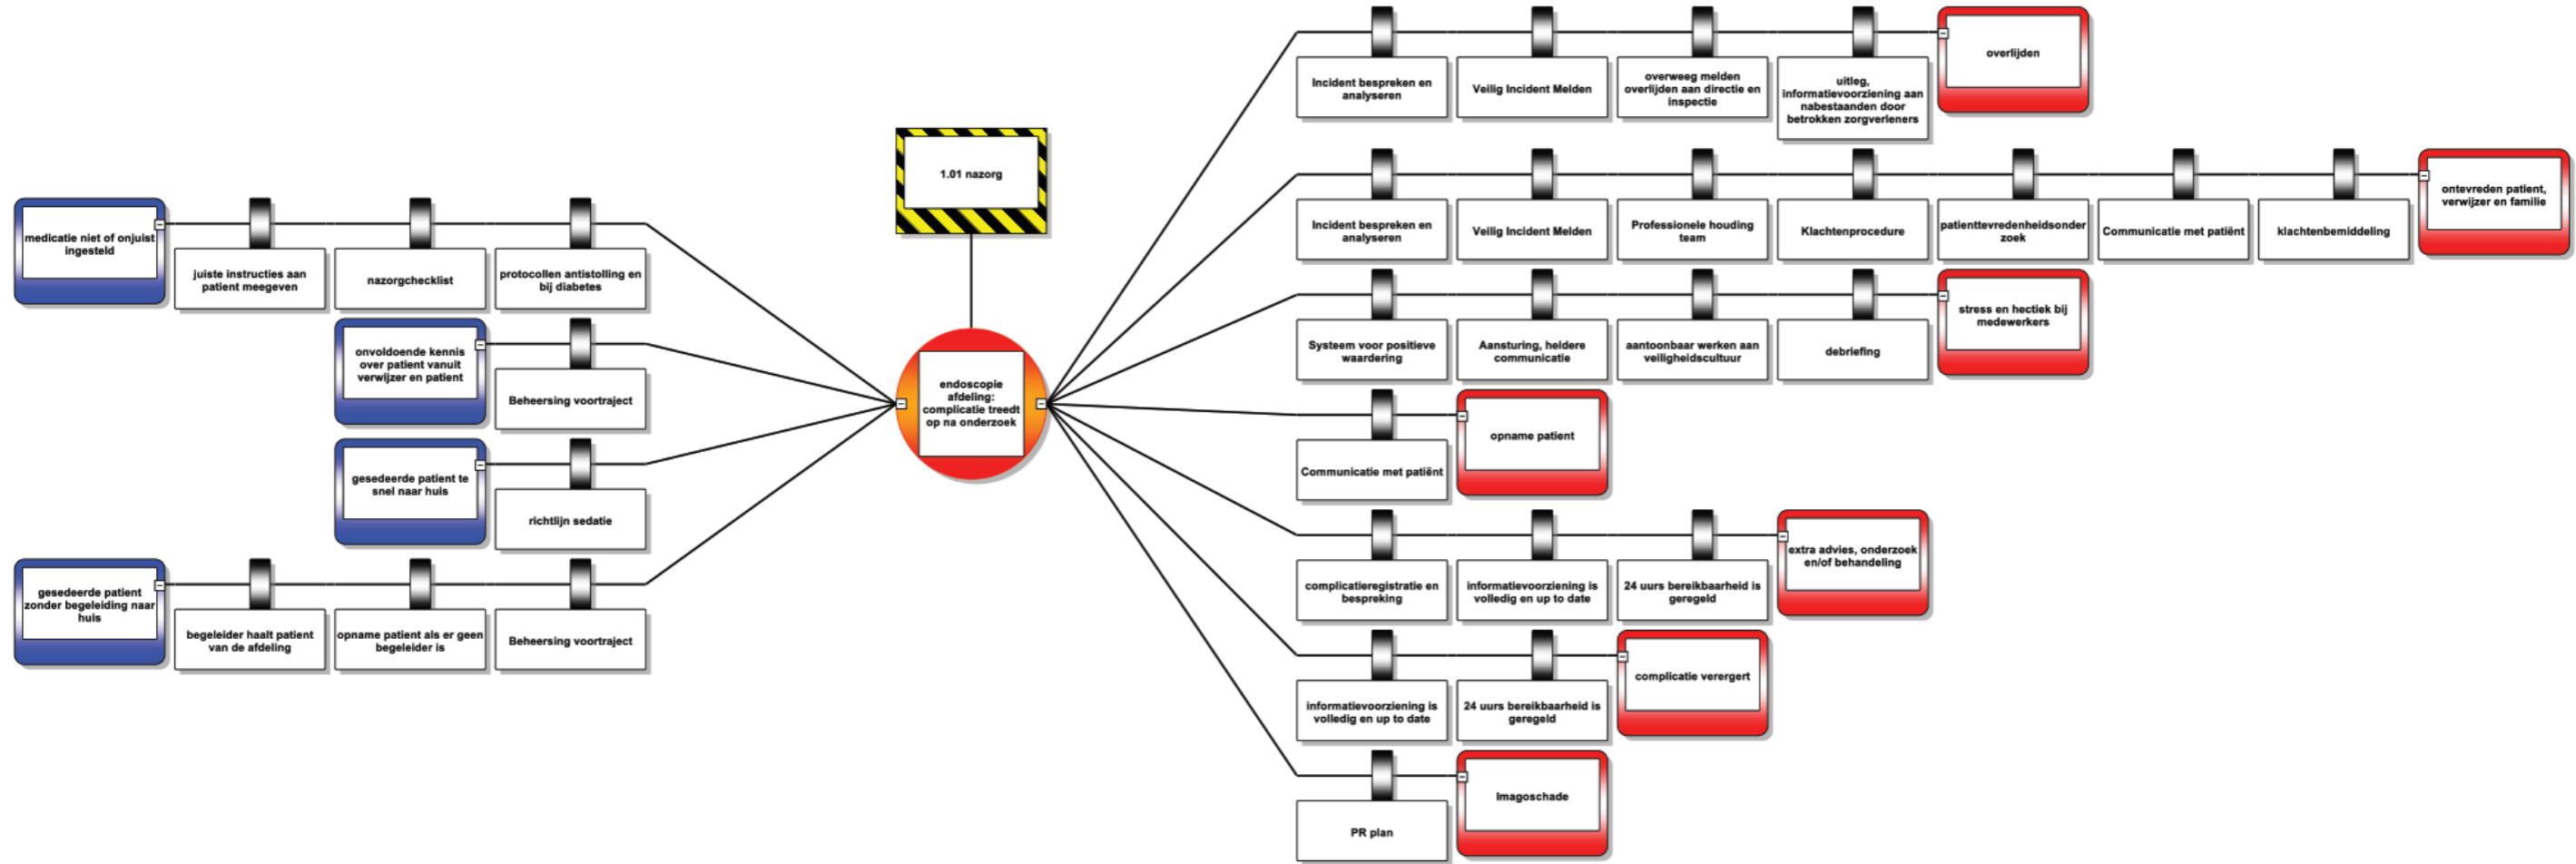 1.01 nazorg
endoscopie
afdeling:
complicatie treedt
op na onderzoek
medicatie niet of onjuist
ingesteld
juiste instructies aan
patient meegeven
nazorgchecklist
protocollen antistolling en
bij diabetes
onvoldoende kennis
over patient vanuit
verwijzer en patient
Beheersing voortraject
gesedeerde patient te
snel naar huis
richtlijn sedatie
gesedeerde patient
zonder begeleiding naar
huis
begeleider haalt patient
van de afdeling
opname patient als er geen
begeleider is
Beheersing voortraject
Incident bespreken en
analyseren
Veilig Incident Melden
overweeg melden
overlijden aan directie en
inspectie
uitleg,
informatievoorziening aan
nabestaanden door
betrokken zorgverleners
overlijden
Incident bespreken en
analyseren
Veilig Incident Melden
Professionele houding
team
Klachtenprocedure
patienttevredenheidsonder
zoek
Communicatie met patiënt
klachtenbemiddeling
ontevreden patient,
verwijzer en familie
Systeem voor positieve
waardering
Aansturing, heldere
communicatie
aantoonbaar werken aan
veiligheidscultuur
debriefing
stress en hectiek bij
medewerkers
Communicatie met patiënt
opname patient
complicatieregistratie en
bespreking
informatievoorziening is
volledig en up to date
24 uurs bereikbaarheid is
geregeld
extra advies, onderzoek
en/of behandeling
informatievoorziening is
volledig en up to date
24 uurs bereikbaarheid is
geregeld
complicatie verergert
PR plan
Imagoschade